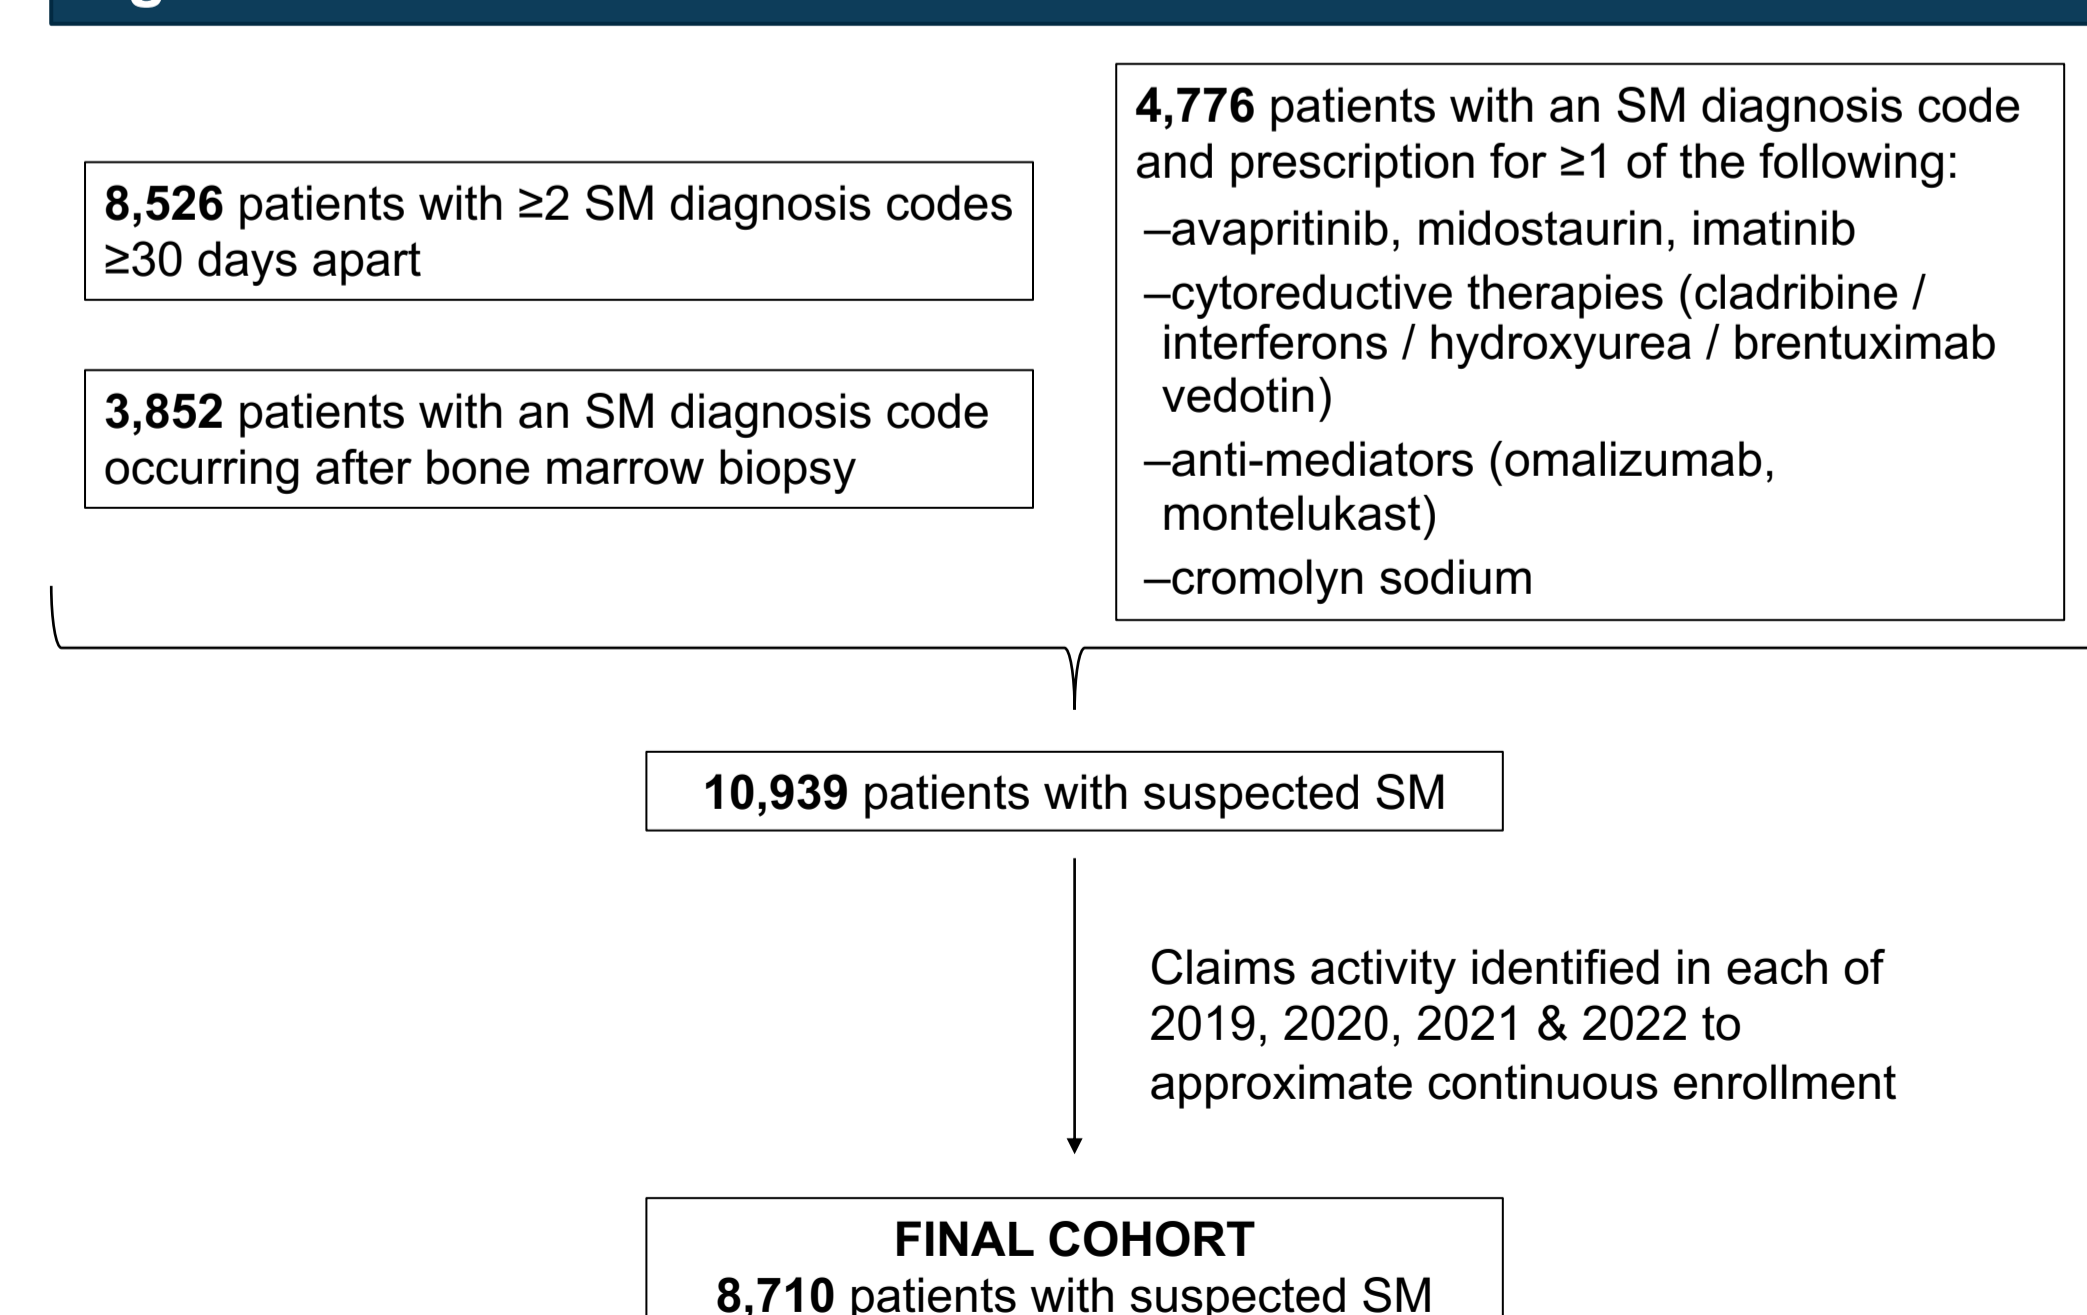 8,526 patients with ≥2 SM diagnosis codes
≥30 days apart
3,852 patients with an SM diagnosis code
occurring after bone marrow biopsy
4,776 patients with an SM diagnosis code
and prescription for ≥1 of the following:
–avapritinib, midostaurin, imatinib
–cytoreductive therapies (cladribine /
interferons / hydroxyurea / brentuximab
vedotin)
–anti-mediators (omalizumab,
montelukast)
–cromolyn sodium
10,939 patients with suspected SM
Claims activity identified in each of
2019, 2020, 2021 & 2022 to
approximate continuous enrollment
FINAL COHORT
8,710 patients with suspected SM